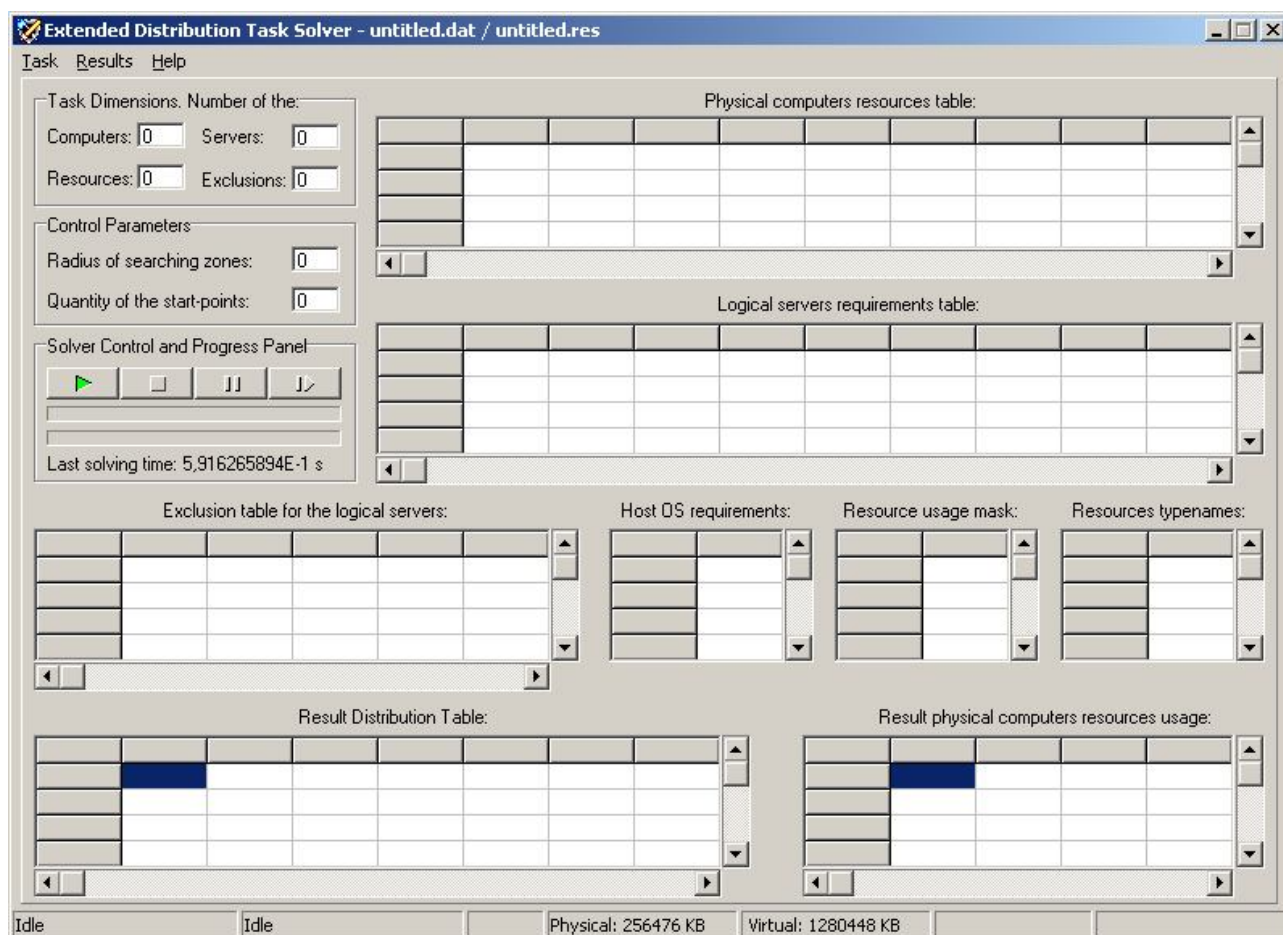 Extended Distribution Task Solver - untitled.dat / untitled.res
Task Results Help
Task Dimensions. Number of the:
Computers: 0 Servers: 0
Resources: 0 Exclusions: 0
Control Parameters
Radius of searching zones: 0
Quantity of the start-points: 0
Solver Control and Progress Panel
Last solving time: 5,916265894E-1 s
Physical computers resources table:
Logical servers requirements table:
Exclusion table for the logical servers:
Host OS requirements:
Resource usage mask:
Resources typenames:
Result Distribution Table:
Result physical computers resources usage:
Idle Idle Physical: 256476 KB Virtual: 1280448 KB